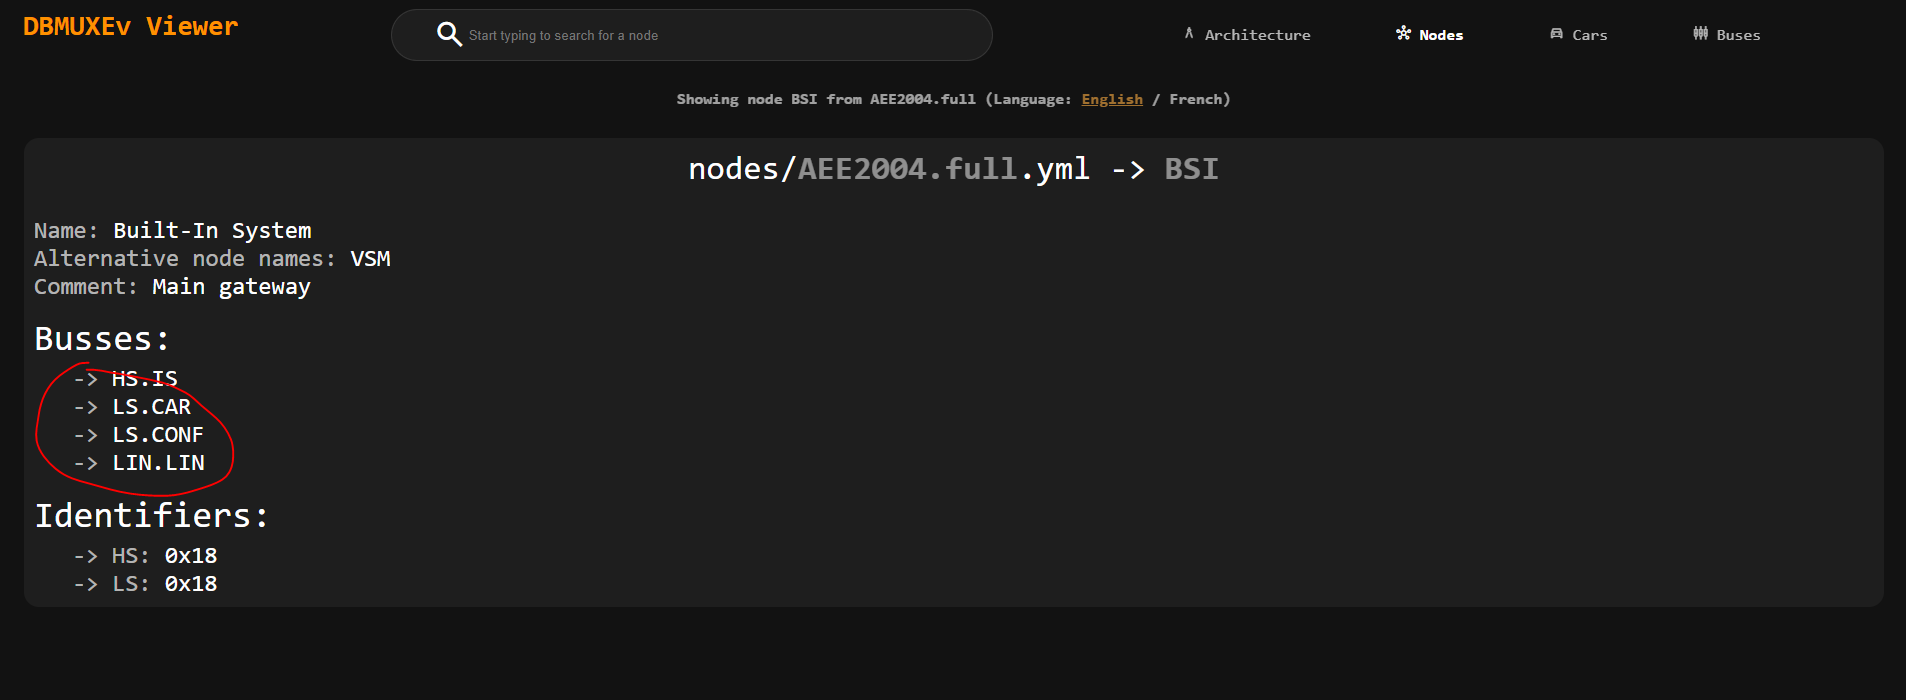 DBMUXEv Viewer
Start typing to search for a node
Architecture
Nodes
Cars
Buses
Showing node BSI from AEE2004.full (Language: English / French)
nodes/AEE2004.full.yml -> BSI
Name: Built-In System
Alternative node names: VSM
Comment: Main gateway
Busses:
-> HS.IS
-> LS.CAR
-> LS.CONF
-> LIN.LIN
Identifiers:
-> HS: 0x18
-> LS: 0x18